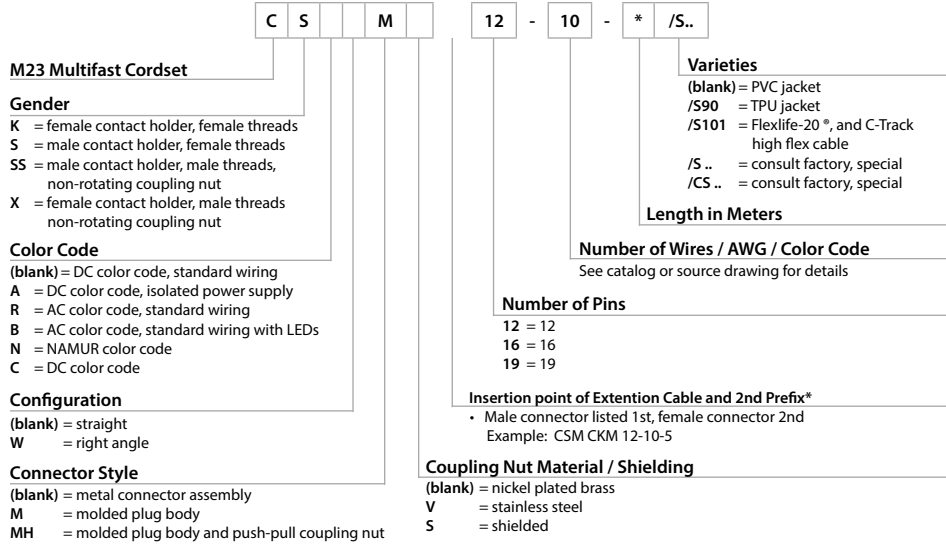 C S M 12 - 10 - * /S..
M23 Multifast Cordset
Gender
K = female contact holder, female threads
S = male contact holder, female threads
SS = male contact holder, male threads,
non-rotating coupling nut
X = female contact holder, male threads
non-rotating coupling nut
Color Code
(blank) = DC color code, standard wiring
A = DC color code, isolated power supply
R = AC color code, standard wiring
B = AC color code, standard wiring with LEDs
N = NAMUR color code
C = DC color code
Configuration
(blank) = straight
W = right angle
Connector Style
(blank) = metal connector assembly
M = molded plug body
MH = molded plug body and push-pull coupling nut
Varieties
(blank) = PVC jacket
/S90 = TPU jacket
/S101 = Flexlife-20 ®, and C-Track
high flex cable
/S .. = consult factory, special
/CS .. = consult factory, special
Length in Meters
Number of Wires / AWG / Color Code
See catalog or source drawing for details
Number of Pins
12 = 12
16 = 16
19 = 19
Insertion point of Extention Cable and 2nd Prefix*
• Male connector listed 1st, female connector 2nd
Example: CSM CKM 12-10-5
Coupling Nut Material / Shielding
(blank) = nickel plated brass
V = stainless steel
S = shielded